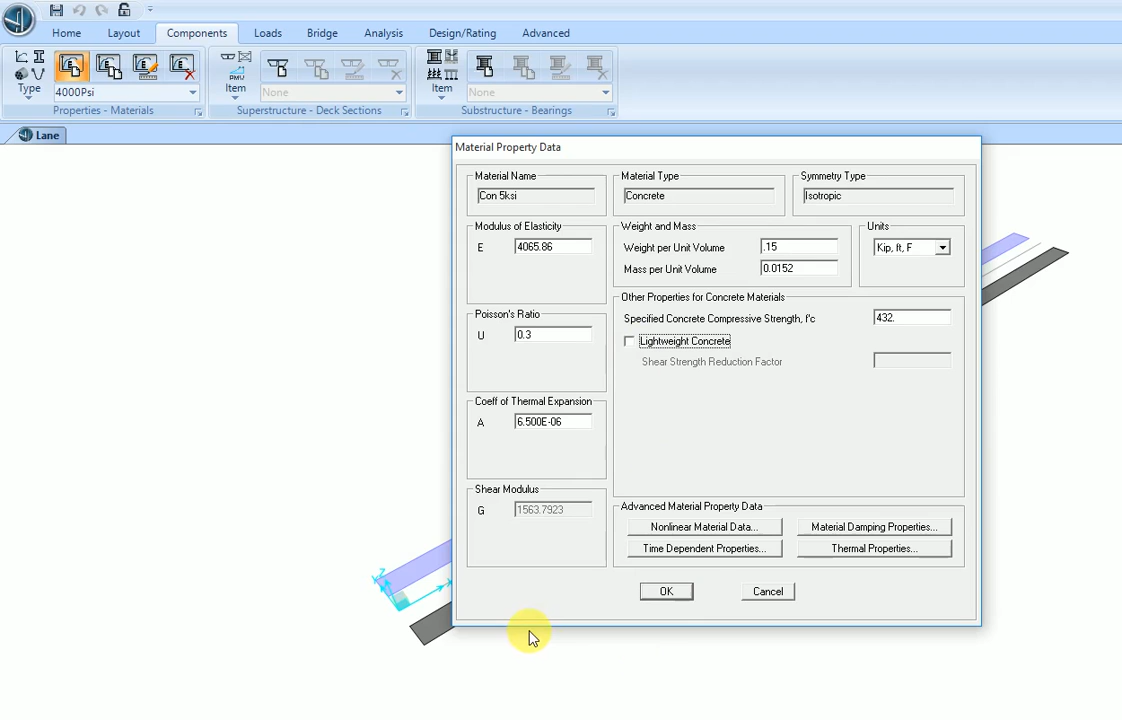 Home Layout Components Loads Bridge Analysis Design/Rating Advanced
Type
4000Psi
Properties - Materials
PMV
Item
None
Superstructure - Deck Sections
Item
None
Substructure - Bearings
Lane
Material Property Data
Material Name
Con 5ksi
Material Type
Concrete
Symmetry Type
Isotropic
Modulus of Elasticity
E 4065.86
Weight and Mass
Weight per Unit Volume .15
Mass per Unit Volume 0.0152
Units
Kip, ft, F
Poisson's Ratio
U 0.3
Other Properties for Concrete Materials
Specified Concrete Compressive Strength, f'c 432.
Lightweight Concrete
Shear Strength Reduction Factor
Coeff of Thermal Expansion
A 6.500E-06
Shear Modulus
G 1563.7923
Advanced Material Property Data
Nonlinear Material Data... Material Damping Properties...
Time Dependent Properties... Thermal Properties...
OK Cancel
Z
Y
X